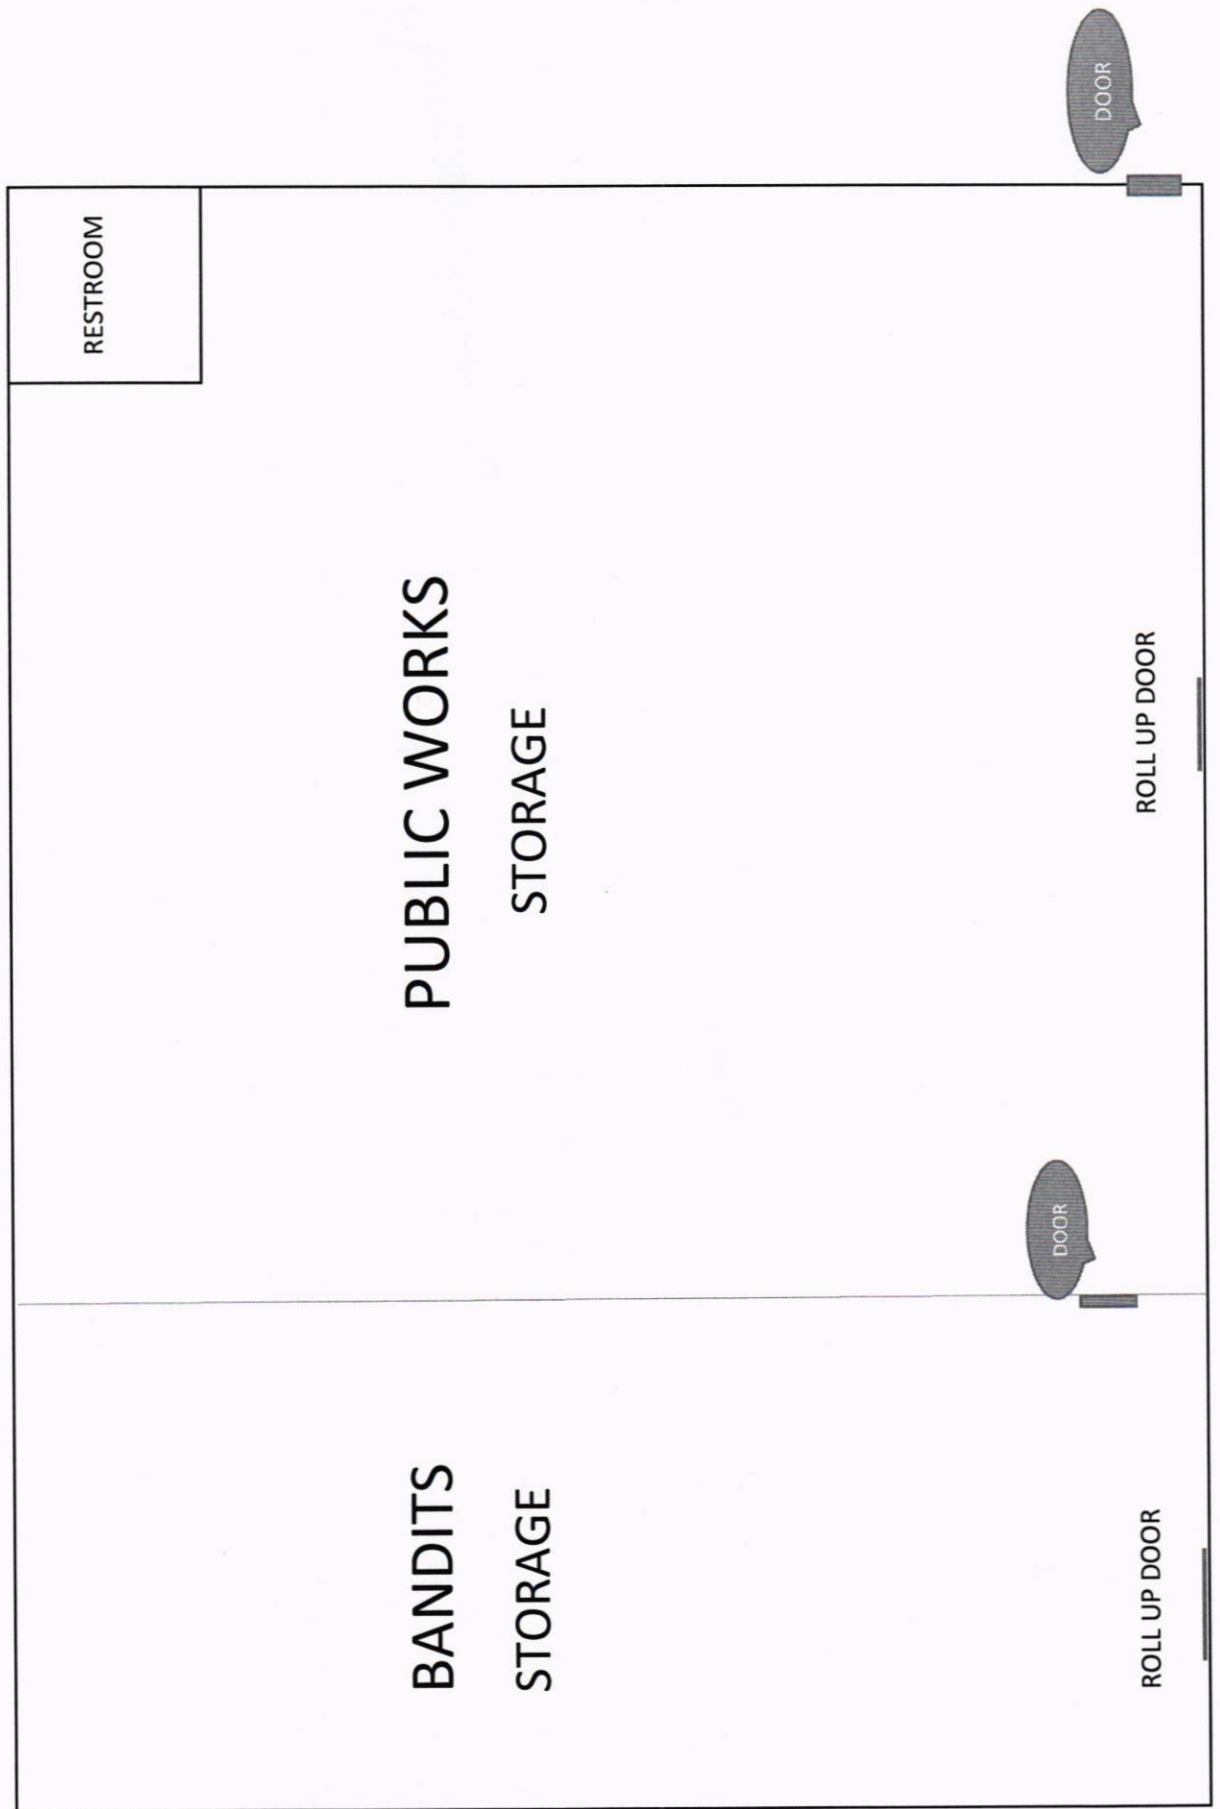 BANDITS
STORAGE
ROLL UP DOOR
PUBLIC WORKS
STORAGE
DOOR
ROLL UP DOOR
RESTROOM
DOOR